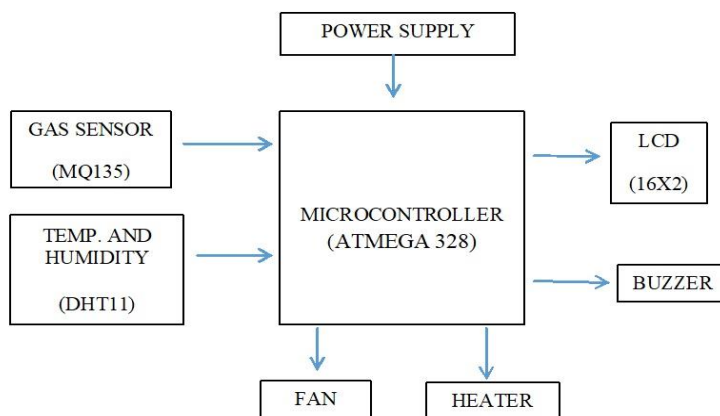 POWER SUPPLY
GAS SENSOR
(MQ135)
LCD
(16X2)
MICROCONTROLLER
(ATMEGA 328)
TEMP. AND
HUMIDITY
(DHT11)
BUZZER
FAN
HEATER